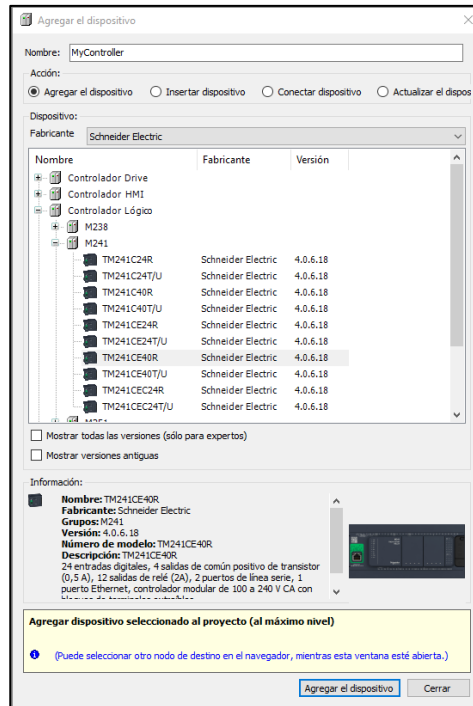 Agregar el dispositivo
Nombre: MyController
Acción:
Agregar el dispositivo Insertar dispositivo Conectar dispositivo Actualizar el dispos
Dispositivo:
Fabricante Schneider Electric
Nombre Fabricante Versión
Controlador Drive
Controlador HMI
Controlador Lógico
M238
M241
TM241C24R Schneider Electric 4.0.6.18
TM241C24T/U Schneider Electric 4.0.6.18
TM241C40R Schneider Electric 4.0.6.18
TM241C40T/U Schneider Electric 4.0.6.18
TM241CE24R Schneider Electric 4.0.6.18
TM241CE24T/U Schneider Electric 4.0.6.18
TM241CE40R Schneider Electric 4.0.6.18
TM241CE40T/U Schneider Electric 4.0.6.18
TM241CEC24R Schneider Electric 4.0.6.18
TM241CEC24T/U Schneider Electric 4.0.6.18
M251
Mostrar todas las versiones (sólo para expertos)
Mostrar versiones antiguas
Información:
Nombre: TM241CE40R
Fabricante: Schneider Electric
Grupos: M241
Versión: 4.0.6.18
Número de modelo: TM241CE40R
Descripción: TM241CE40R
24 entradas digitales, 4 salidas de común positivo de transistor
(0,5 A), 12 salidas de relé (2A), 2 puertos de línea serie, 1
puerto Ethernet, controlador modular de 100 a 240 V CA con
bloques de terminales extraíbles
Agregar dispositivo seleccionado al proyecto (al máximo nivel)
(Puede seleccionar otro nodo de destino en el navegador, mientras esta ventana esté abierta.)
Agregar el dispositivo Cerrar